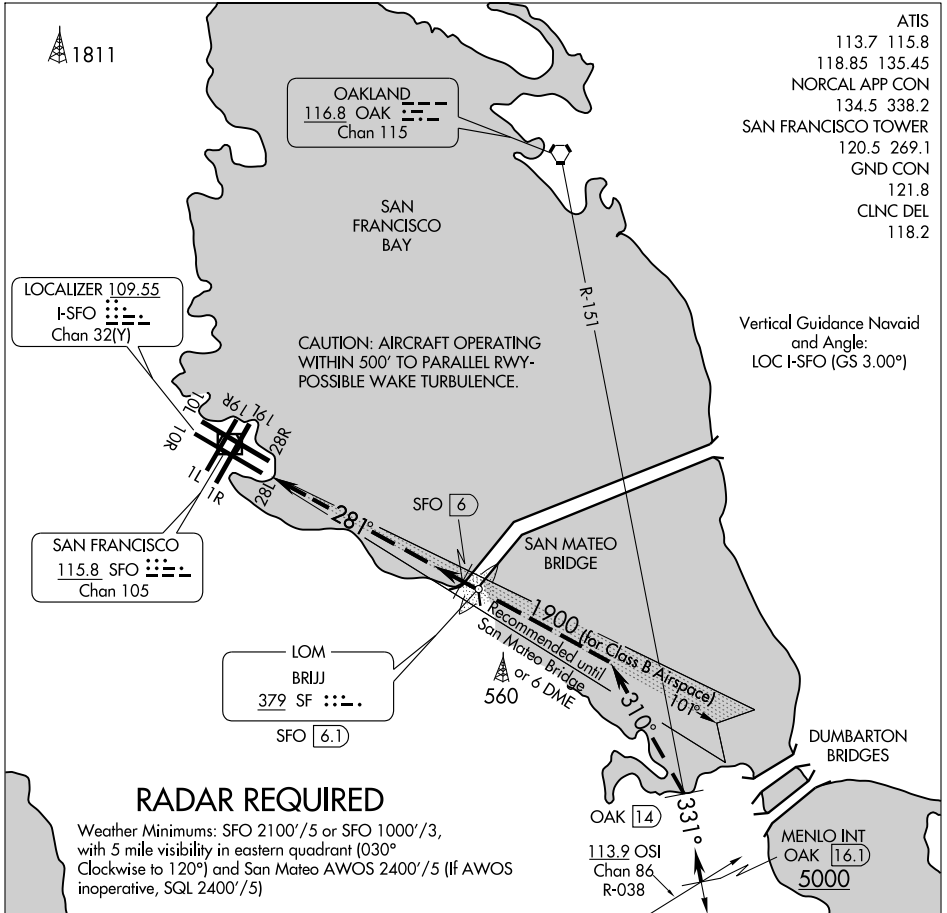 1811
ATIS
113.7 115.8
118.85 135.45
NORCAL APP CON
134.5 338.2
SAN FRANCISCO TOWER
120.5 269.1
GND CON
121.8
CLNC DEL
118.2
OAKLAND
116.8 OAK
Chan 115
SAN
FRANCISCO
BAY
R-151
LOCALIZER 109.55
I-SFO
Chan 32(Y)
CAUTION: AIRCRAFT OPERATING
WITHIN 500' TO PARALLEL RWY-
POSSIBLE WAKE TURBULENCE.
Vertical Guidance Navaid
and Angle:
LOC I-SFO (GS 3.00°)
10L
19R
19L
10R
28R
1L
1R
28L
281°
SFO 6
SAN MATEO
BRIDGE
SAN FRANCISCO
115.8 SFO
Chan 105
1900 (for Class B Airspace)
Recommended until
San Mateo Bridge
or 6 DME
560
101°
310°
LOM
BRIJJ
379 SF
SFO 6.1
DUMBARTON
BRIDGES
RADAR REQUIRED
Weather Minimums: SFO 2100'/5 or SFO 1000'/3,
with 5 mile visibility in eastern quadrant (030°
Clockwise to 120°) and San Mateo AWOS 2400'/5 (If AWOS
inoperative, SQL 2400'/5)
OAK 14
331°
113.9 OSI
Chan 86
R-038
MENLO INT
OAK 16.1
5000